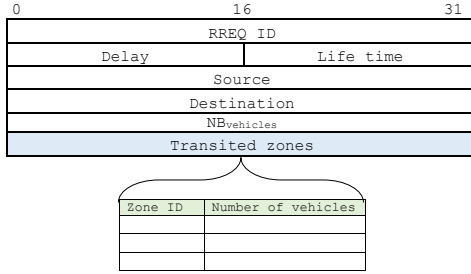 0 16 31
RREQ ID
Delay Life time
Source
Destination
NBvehicles
Transited zones
Zone ID Number of vehicles